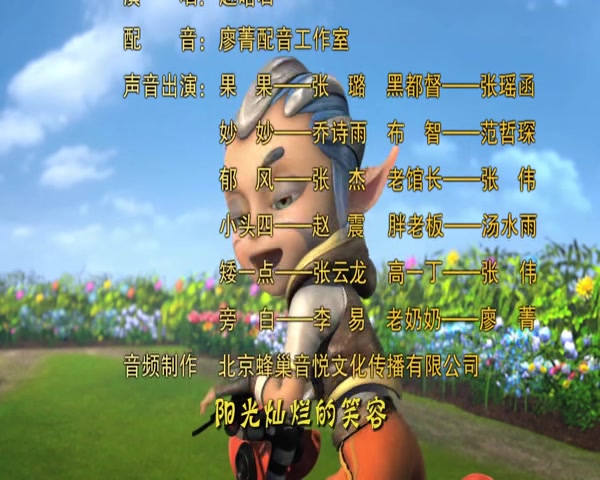 配 音：廖菁配音工作室
声音出演：果 果——张 璐 黑都督——张瑶函
妙 妙——乔诗雨 布 智——范哲琛
郁 风——张 杰 老馆长——张 伟
小头四——赵 震 胖老板——汤水雨
矮一点——张云龙 高一丁——张 伟
旁 白——李 易 老奶奶——廖 菁
音频制作 北京蜂巢音悦文化传播有限公司
阳光灿烂的笑容